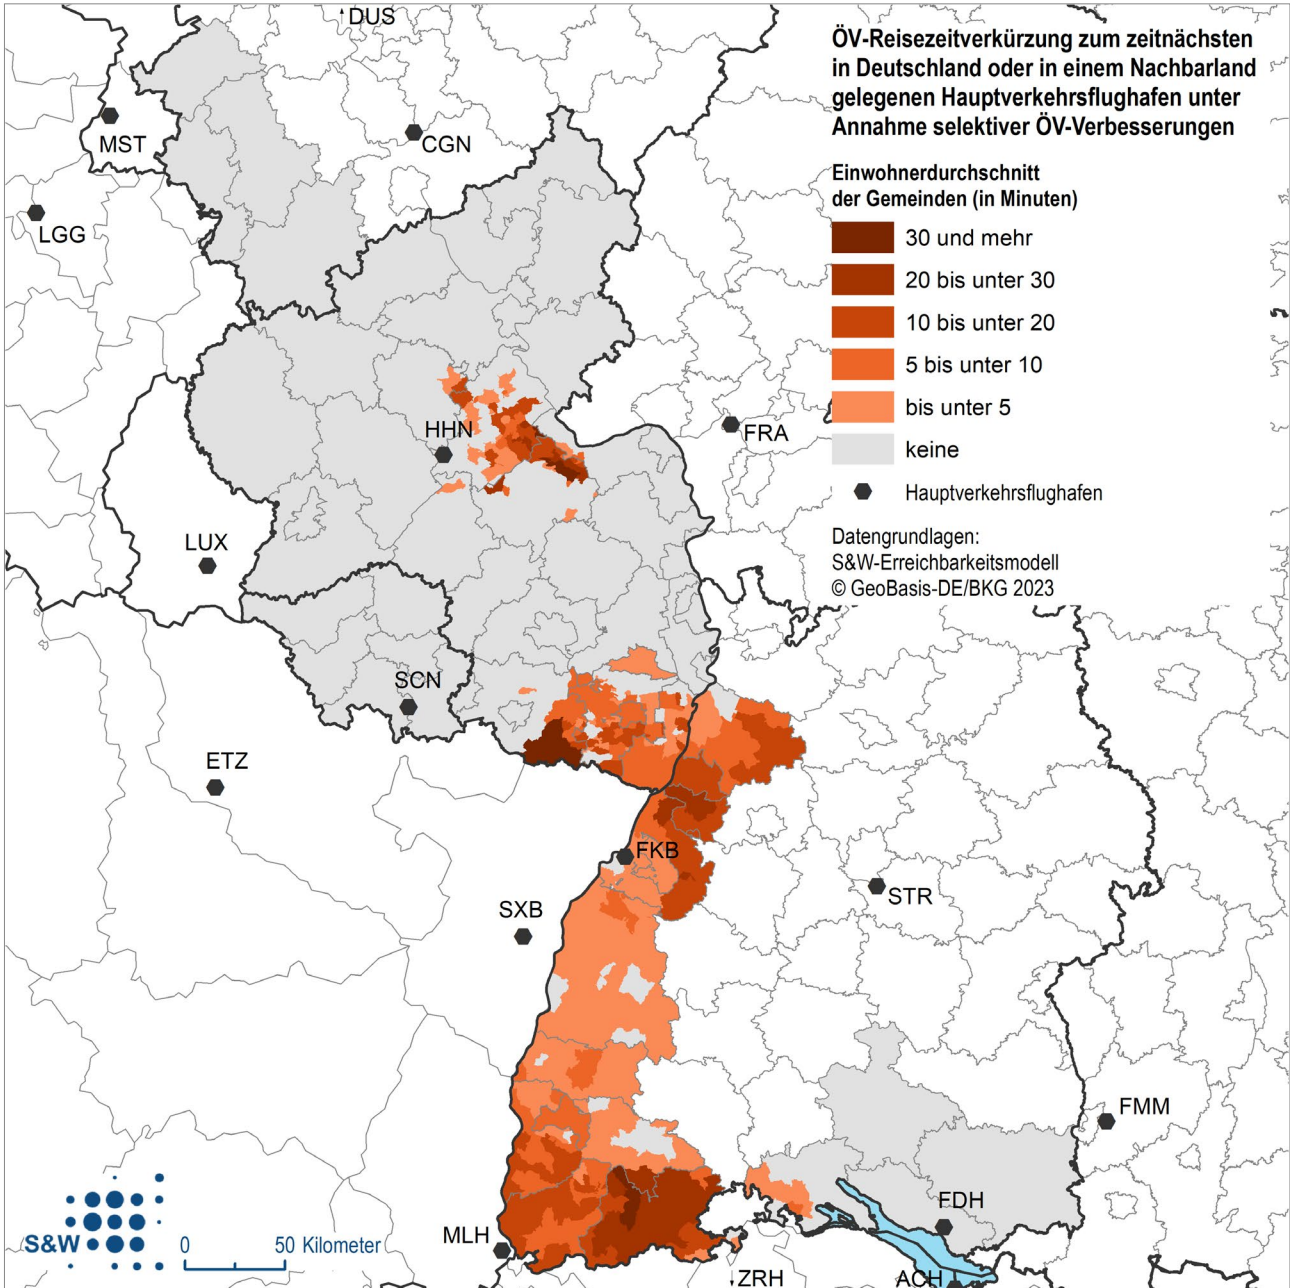 DUS
ÖV-Reisezeitverkürzung zum zeitnächsten
in Deutschland oder in einem Nachbarland
gelegenen Hauptverkehrsflughafen unter
Annahme selektiver ÖV-Verbesserungen
MST
CGN
Einwohnerdurchschnitt
der Gemeinden (in Minuten)
LGG
30 und mehr
20 bis unter 30
10 bis unter 20
5 bis unter 10
bis unter 5
HHN
FRA
keine
Hauptverkehrsflughafen
LUX
Datengrundlagen:
S&W-Erreichbarkeitsmodell
© GeoBasis-DE/BKG 2023
SCN
ETZ
FKB
STR
SXB
FMM
FDH
MLH
S&W
0 50 Kilometer
ZRH
ACH